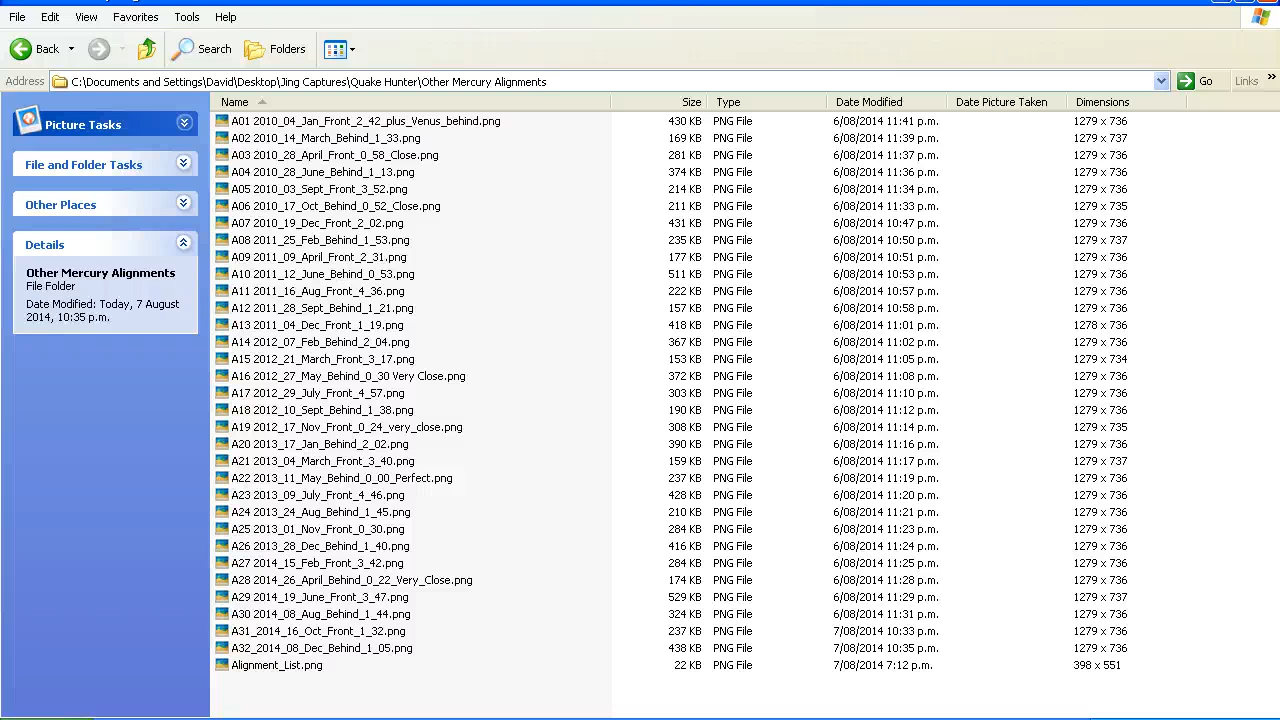 File Edit View Favorites Tools Help
Back Search Folders
Address C:\Documents and Settings\David\Desktop\Jing Captures\Quake Hunter\Other Mercury Alignments Go Links »
Name Size Type Date Modified Date Picture Taken Dimensions
Picture Tasks
File and Folder Tasks
Other Places
Details
Other Mercury Alignments
File Folder
Date Modified: Today, 7 August
2014, 10:35 p.m.
A01 2010_04_Jan_Front_2_42_plus_Venus_behind.png 430 KB PNG File 6/08/2014 11:41 p.m. 1279 x 736
A02 2010_14_March_Behind_1_33.png 169 KB PNG File 6/08/2014 11:39 p.m. 1279 x 737
A03 2010_28_April_Front_0_58_Close.png 281 KB PNG File 6/08/2014 11:37 p.m. 1279 x 736
A04 2010_28_June_Behind_1_13.png 374 KB PNG File 6/08/2014 11:36 p.m. 1279 x 736
A05 2010_03_Sept_Front_3_52.png 214 KB PNG File 6/08/2014 11:34 p.m. 1279 x 736
A06 2010_17_Oct_Behind_0_52_Close.png 211 KB PNG File 6/08/2014 11:33 p.m. 1279 x 735
A07 2010_19_Dec_Front_2_02.png 431 KB PNG File 6/08/2014 10:47 p.m. 1279 x 736
A08 2011_25_Feb_Behind_1_51.png 235 KB PNG File 6/08/2014 10:50 p.m. 1279 x 737
A09 2011_09_April_Front_2_31.png 177 KB PNG File 6/08/2014 10:51 p.m. 1279 x 736
A10 2011_12_June_Behind_0_53.png 511 KB PNG File 6/08/2014 10:53 p.m. 1279 x 736
A11 2011_16_Aug_Front_4_36.png 222 KB PNG File 6/08/2014 10:57 p.m. 1279 x 736
A12 2011_28_Sept_Behind_1_21.png 157 KB PNG File 6/08/2014 10:58 p.m. 1279 x 736
A13 2011_04_Dec_Front_1_19.png 418 KB PNG File 6/08/2014 11:01 p.m. 1278 x 736
A14 2012_07_Feb_Behind_2_04.png 367 KB PNG File 6/08/2014 11:02 p.m. 1279 x 736
A15 2012_21_March_Front_3_17.png 153 KB PNG File 6/08/2014 11:05 p.m. 1279 x 734
A16 2012_27_May_Behind_0_30 Very Close.png 372 KB PNG File 6/08/2014 11:08 p.m. 1279 x 736
A17 2012_29_July_Front_4_57.png 303 KB PNG File 6/08/2014 11:10 p.m. 1279 x 736
A18 2012_10_Sept_Behind_1_38.png 190 KB PNG File 6/08/2014 11:11 p.m. 1279 x 736
A19 2012_17_Nov_Front_0_24_very_close.png 308 KB PNG File 6/08/2014 11:14 p.m. 1279 x 735
A20 2013_17_Jan_Behind_2_02.png 390 KB PNG File 6/08/2014 11:16 p.m. 1279 x 736
A21 2013_04_March_Front_3_40.png 159 KB PNG File 6/08/2014 11:17 p.m. 1279 x 737
A22 2013_11_May_Behind_0_00_Perfect.png 237 KB PNG File 6/08/2014 11:19 p.m. 1279 x 736
A23 2013_09_July_Front_4_46.png 428 KB PNG File 6/08/2014 11:20 p.m. 1279 x 736
A24 2013_24_Aug_Behind_1_45.png 210 KB PNG File 6/08/2014 11:21 p.m. 1279 x 736
A25 2013_01_Nov_Front_0_30.png 284 KB PNG File 6/08/2014 11:23 p.m. 1279 x 736
A26 2013_28_Dec_Behind_1_40.png 416 KB PNG File 6/08/2014 11:24 p.m. 1279 x 736
A27 2014_15_Feb_Front_3_42.png 284 KB PNG File 6/08/2014 11:25 p.m. 1279 x 736
A28 2014_26_April_Behind_0_22_Very_Close.png 174 KB PNG File 6/08/2014 11:28 p.m. 1279 x 736
A29 2014_19_June_Front_3_47.png 529 KB PNG File 6/08/2014 11:29 p.m. 1279 x 737
A30 2014_08_Aug_Behind_1_44.png 324 KB PNG File 6/08/2014 11:31 p.m. 1279 x 736
A31_2014_16_Oct_Front_1_32.png 237 KB PNG File 7/08/2014 10:33 p.m. 1279 x 736
A32_2014_08_Dec_Behind_1_05.png 438 KB PNG File 7/08/2014 10:35 p.m. 1279 x 736
Alignment_List.png 22 KB PNG File 7/08/2014 7:12 p.m. 398 x 551